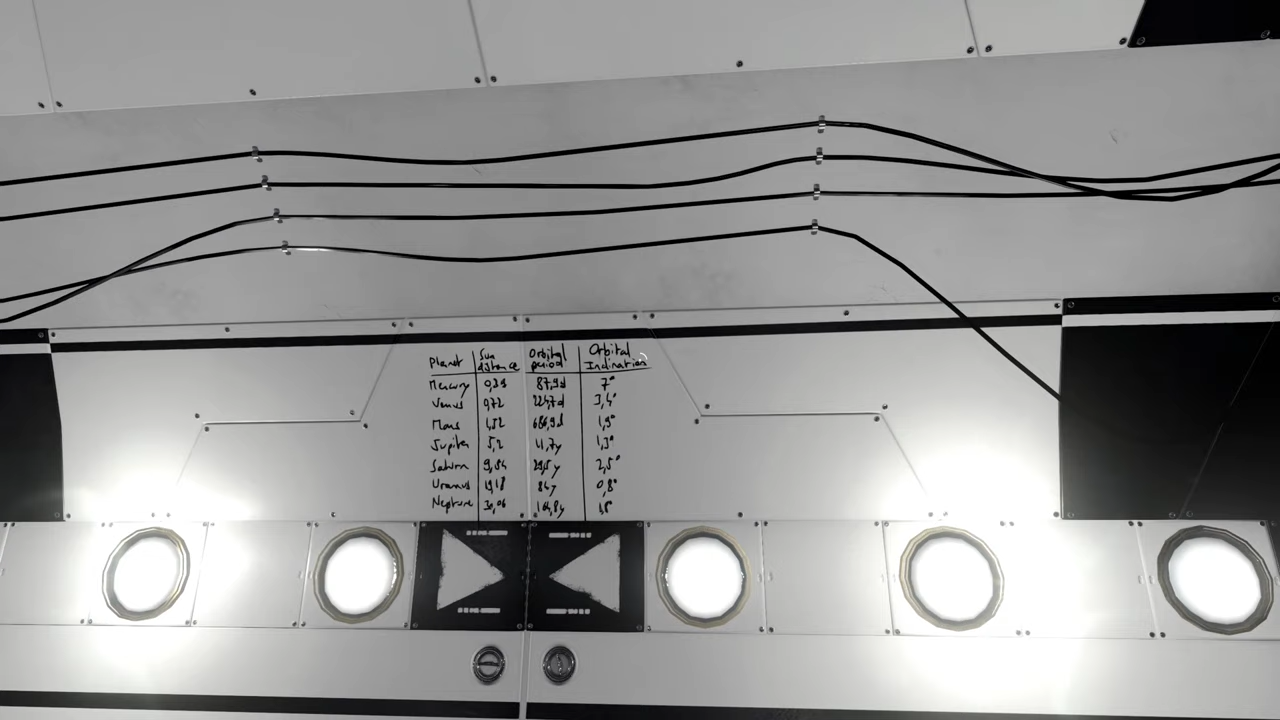 Planet Sun distance Orbital period Orbital Inclination
Mercury 0,39 87,9d 7°
Venus 0,72 224,7d 3,4°
Mars 1,52 686,9d 1,9°
Jupiter 5,2 11,7y 1,3°
Saturn 9,54 29,5y 2,5°
Uranus 19,18 84y 0,8°
Neptune 30,06 164,8y 1,8°